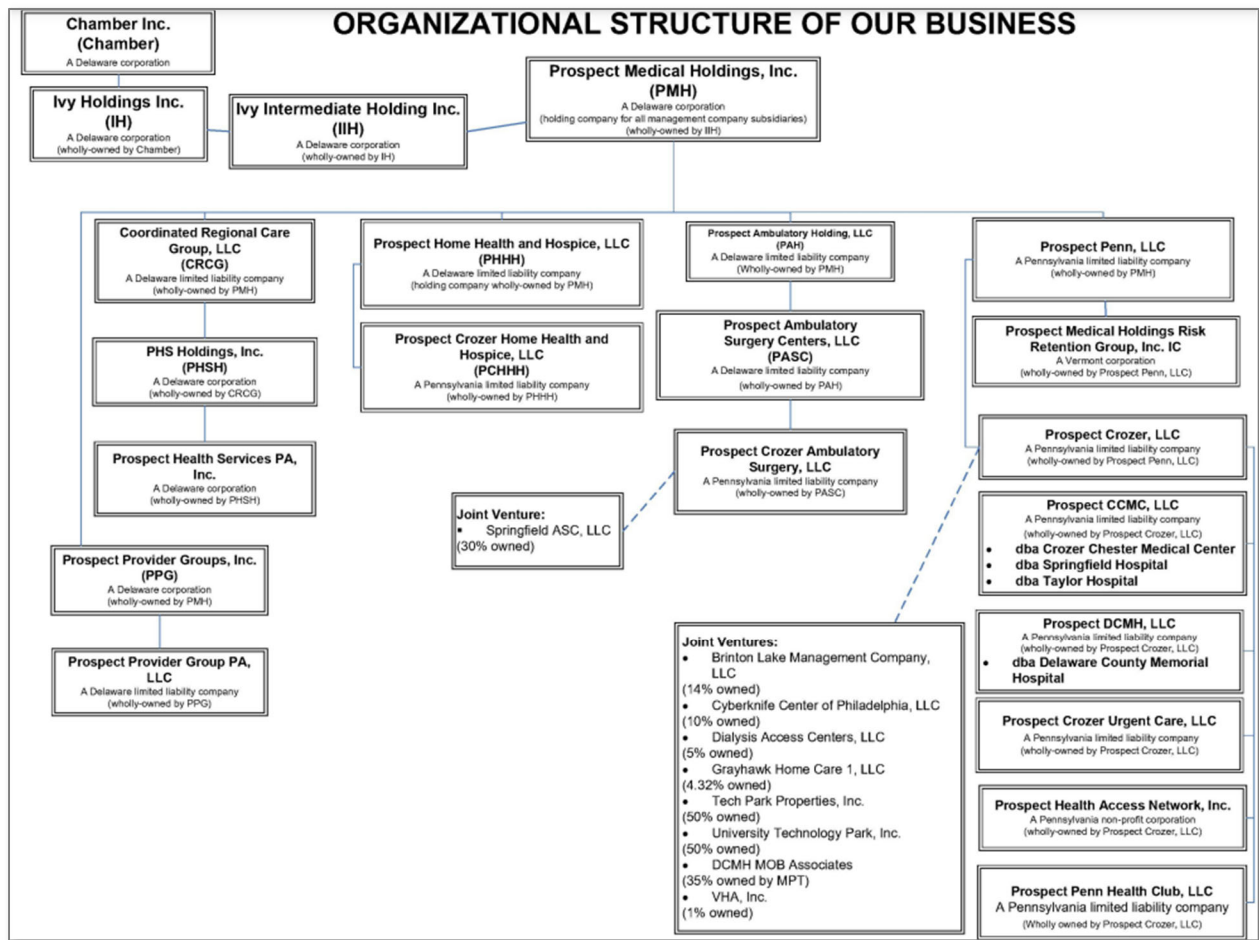 ORGANIZATIONAL STRUCTURE OF OUR BUSINESS
Chamber Inc.
(Chamber)
A Delaware corporation
Ivy Holdings Inc.
(IH)
A Delaware corporation
(wholly-owned by Chamber)
Ivy Intermediate Holding Inc.
(IIH)
A Delaware corporation
(wholly-owned by IH)
Prospect Medical Holdings, Inc.
(PMH)
A Delaware corporation
(holding company for all management company subsidiaries)
(wholly-owned by IIH)
Coordinated Regional Care
Group, LLC
(CRCG)
A Delaware limited liability company
(wholly-owned by PMH)
PHS Holdings, Inc.
(PHSH)
A Delaware corporation
(wholly-owned by CRCG)
Prospect Health Services PA,
Inc.
A Delaware corporation
(wholly-owned by PHSH)
Prospect Provider Groups, Inc.
(PPG)
A Delaware corporation
(wholly-owned by PMH)
Prospect Provider Group PA,
LLC
A Delaware limited liability company
(wholly-owned by PPG)
Prospect Home Health and Hospice, LLC
(PHHH)
A Delaware limited liability company
(holding company wholly-owned by PMH)
Prospect Crozer Home Health and
Hospice, LLC
(PCHHH)
A Pennsylvania limited liability company
(wholly-owned by PHHH)
Prospect Ambulatory Holding, LLC
(PAH)
A Delaware limited liability company
(Wholly-owned by PMH)
Prospect Ambulatory
Surgery Centers, LLC
(PASC)
A Delaware limited liability company
(wholly-owned by PAH)
Prospect Crozer Ambulatory
Surgery, LLC
A Pennsylvania limited liability company
(wholly-owned by PASC)
Joint Venture:
▪ Springfield ASC, LLC
(30% owned)
Prospect Penn, LLC
A Pennsylvania limited liability company
(wholly-owned by PMH)
Prospect Medical Holdings Risk
Retention Group, Inc. IC
A Vermont corporation
(wholly-owned by Prospect Penn, LLC)
Prospect Crozer, LLC
A Pennsylvania limited liability company
(wholly-owned by Prospect Penn, LLC)
Prospect CCMC, LLC
A Pennsylvania limited liability company
(wholly-owned by Prospect Crozer, LLC)
• dba Crozer Chester Medical Center
• dba Springfield Hospital
• dba Taylor Hospital
Prospect DCMH, LLC
A Pennsylvania limited liability company
(wholly-owned by Prospect Crozer, LLC)
• dba Delaware County Memorial
Hospital
Prospect Crozer Urgent Care, LLC
A Pennsylvania limited liability company
(wholly-owned by Prospect Crozer, LLC)
Prospect Health Access Network, Inc.
A Pennsylvania non-profit corporation
(wholly-owned by Prospect Crozer, LLC)
Prospect Penn Health Club, LLC
A Pennsylvania limited liability company
(Wholly owned by Prospect Crozer, LLC)
Joint Ventures:
• Brinton Lake Management Company,
LLC
(14% owned)
• Cyberknife Center of Philadelphia, LLC
(10% owned)
• Dialysis Access Centers, LLC
(5% owned)
• Grayhawk Home Care 1, LLC
(4.32% owned)
• Tech Park Properties, Inc.
(50% owned)
• University Technology Park, Inc.
(50% owned)
• DCMH MOB Associates
(35% owned by MPT)
• VHA, Inc.
(1% owned)